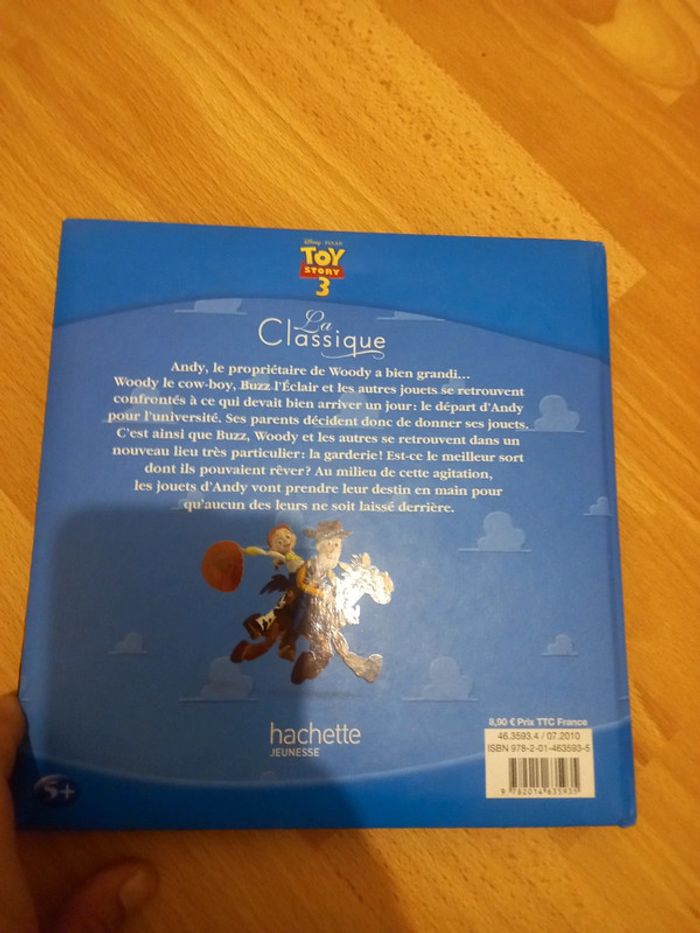 Disney PIXAR
TOY
STORY
3
La
Classique
Andy, le propriétaire de Woody a bien grandi...
Woody le cow-boy, Buzz l'Éclair et les autres jouets se retrouvent
confrontés à ce qui devait bien arriver un jour : le départ d'Andy
pour l'université. Ses parents décident donc de donner ses jouets.
C'est ainsi que Buzz, Woody et les autres se retrouvent dans un
nouveau lieu très particulier : la garderie ! Est-ce le meilleur sort
dont ils pouvaient rêver ? Au milieu de cette agitation,
les jouets d'Andy vont prendre leur destin en main pour
qu'aucun des leurs ne soit laissé derrière.
hachette
JEUNESSE
5+
8,90 € Prix TTC France
46.3593.4 / 07.2010
ISBN 978-2-01-463593-5
9 782014 635935